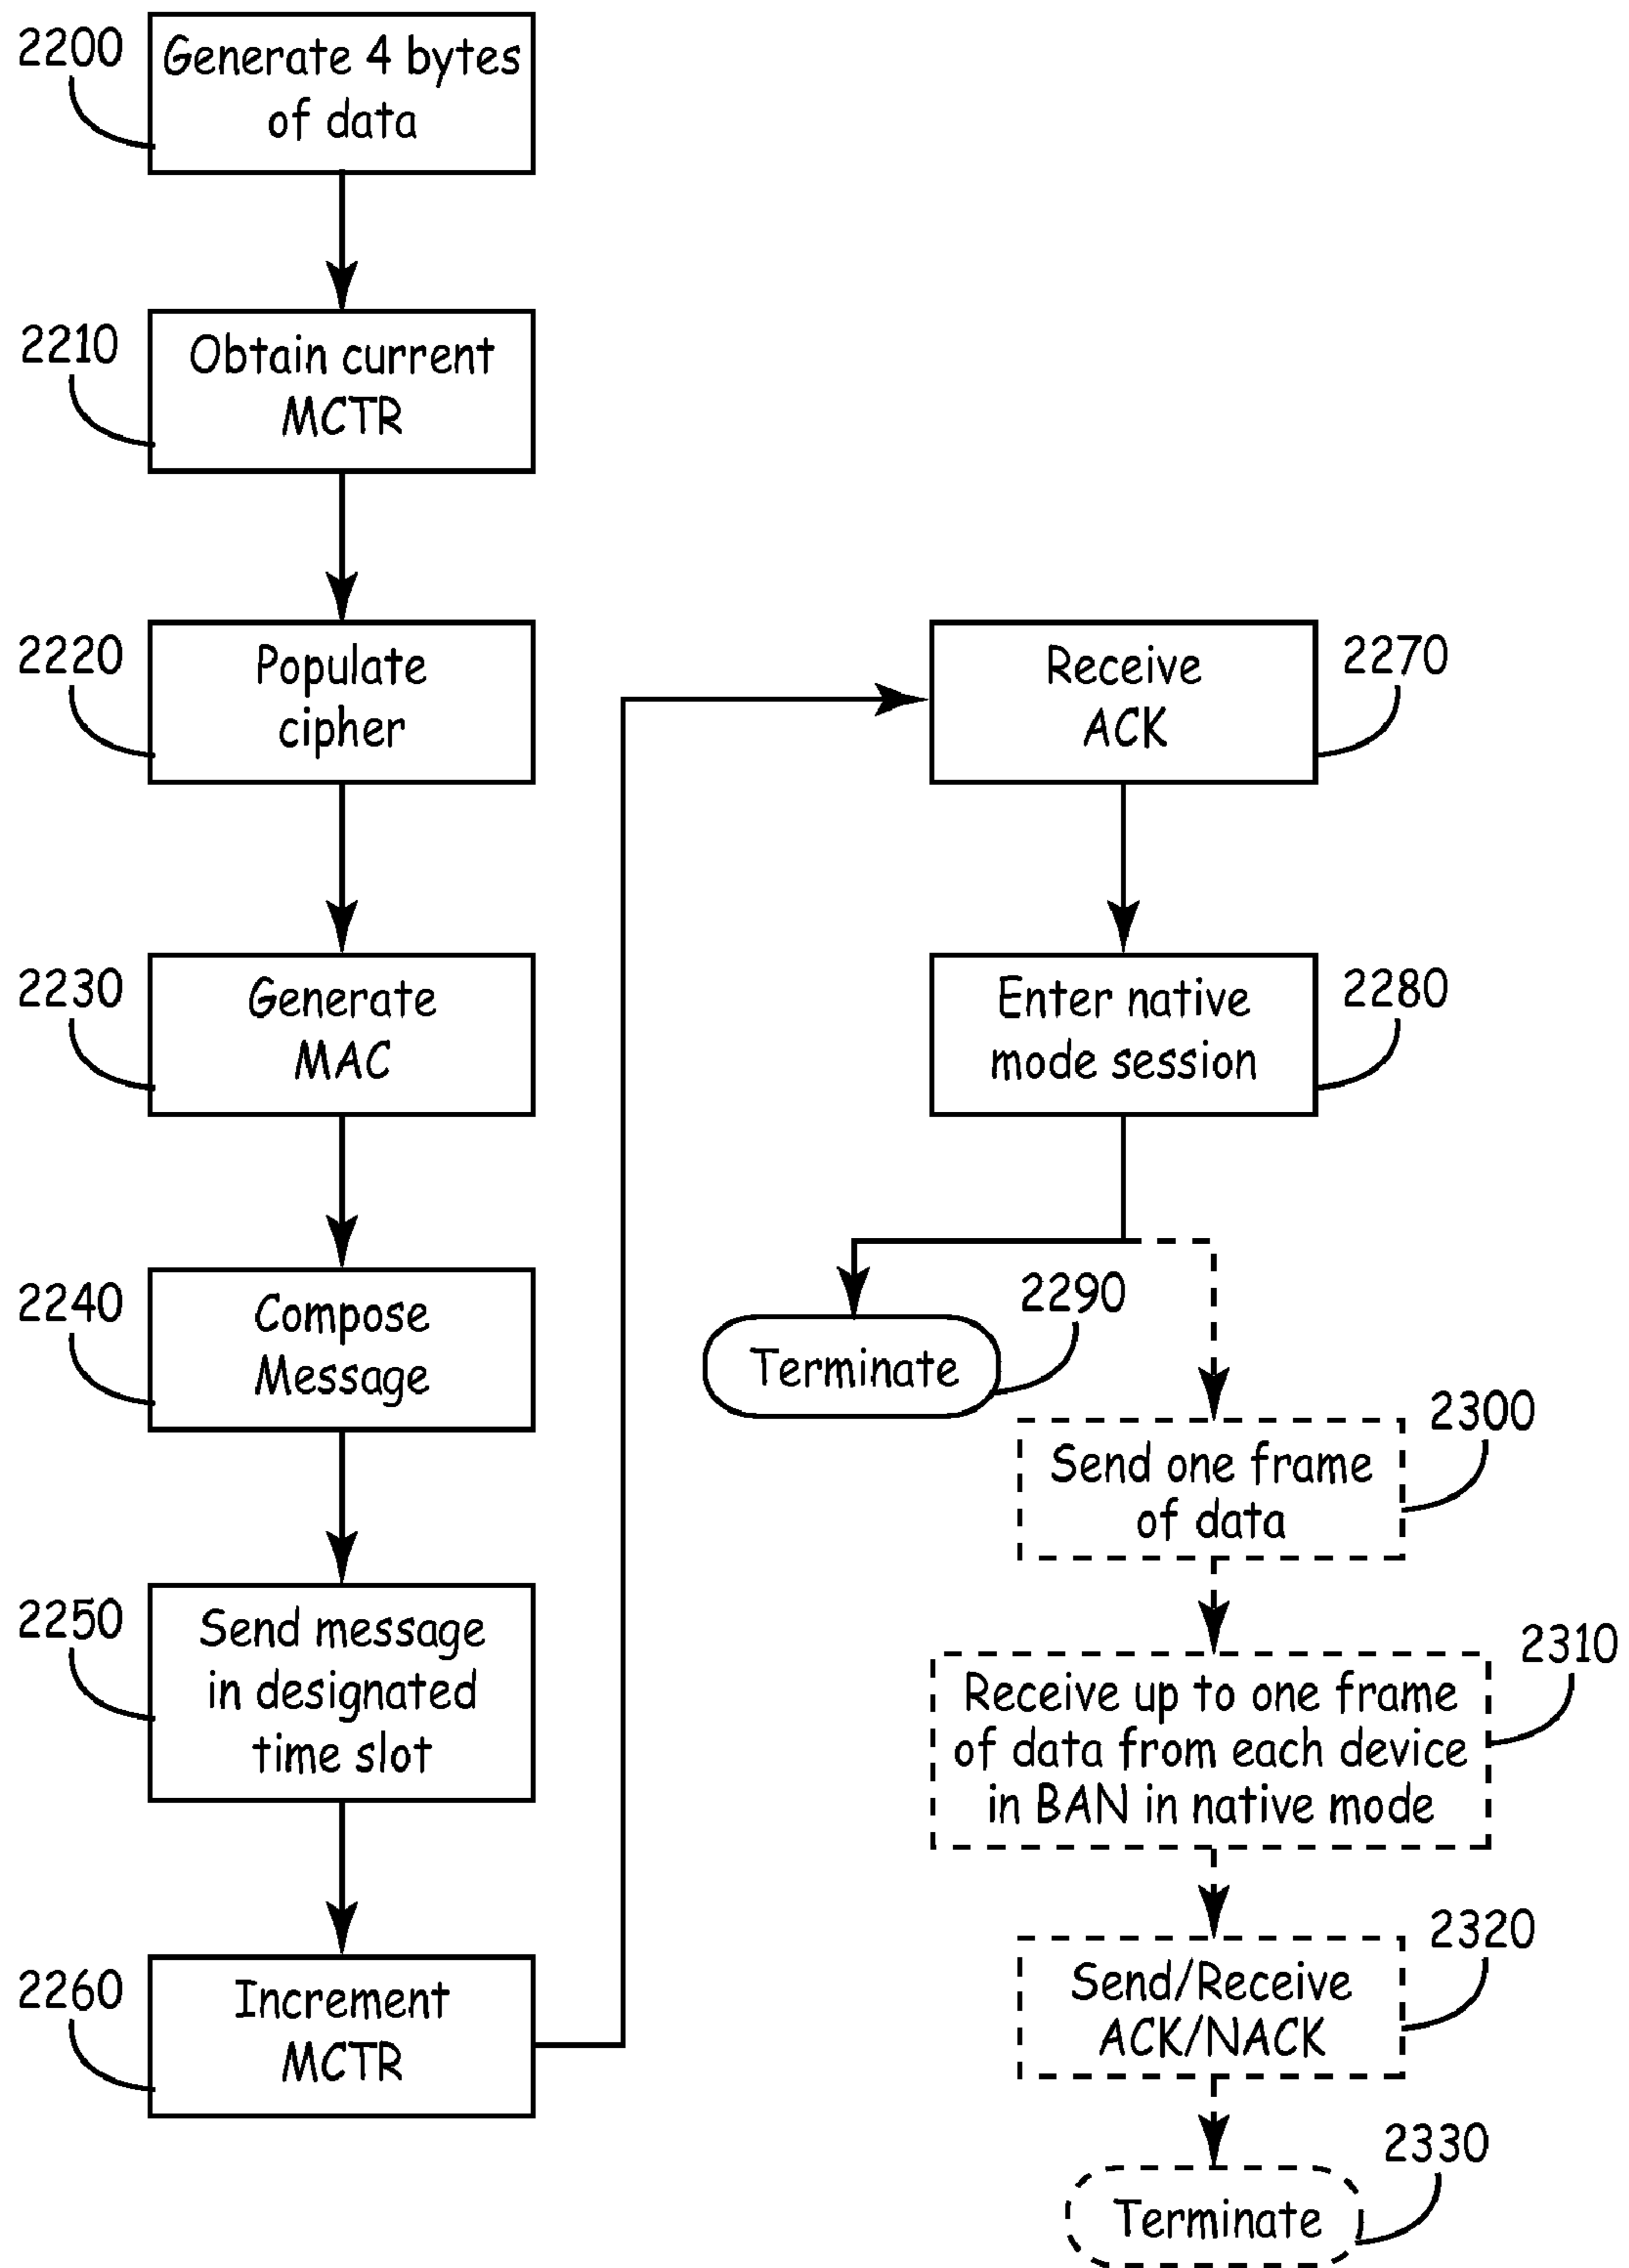 2200
Generate 4 bytes
of data
2210
Obtain current
MCTR
2220
Populate
cipher
2230
Generate
MAC
2240
Compose
Message
2250
Send message
in designated
time slot
2260
Increment
MCTR
Receive
ACK
2270
Enter native
mode session
2280
Terminate
2290
Send one frame
of data
2300
Receive up to one frame
of data from each device
in BAN in native mode
2310
Send/Receive
ACK/NACK
2320
Terminate
2330